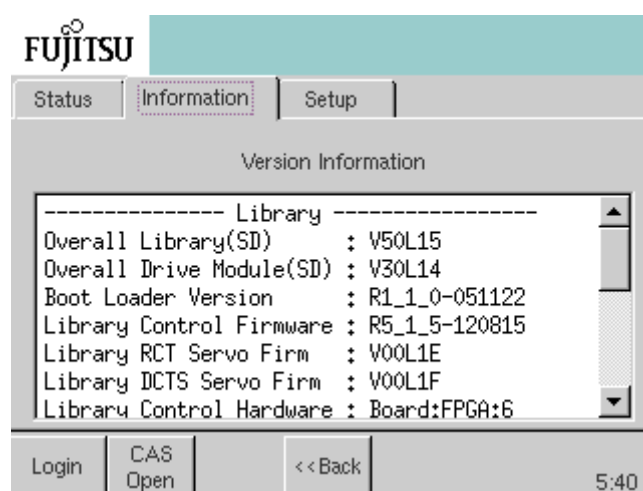 FUJITSU
Status Information Setup
Version Information
--------------- Library -----------------
Overall Library(SD) : V50L15
Overall Drive Module(SD) : V30L14
Boot Loader Version : R1_1_0-051122
Library Control Firmware : R5_1_5-120815
Library RCT Servo Firm : V00L1E
Library DCTS Servo Firm : V00L1F
Library Control Hardware : Board:FPGA:6
Login CAS Open <<Back 5:40